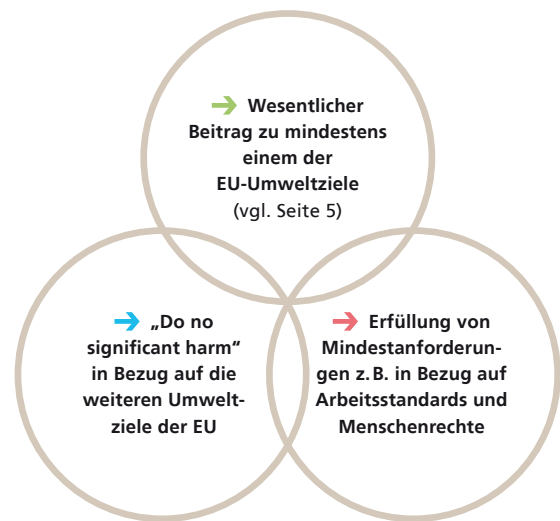 → Wesentlicher
Beitrag zu mindestens
einem der
EU-Umweltziele
(vgl. Seite 5)
→ „Do no
significant harm“
in Bezug auf die
weiteren Umwelt-
ziele der EU
→ Erfüllung von
Mindestanforderun-
gen z. B. in Bezug auf
Arbeitsstandards und
Menschenrechte